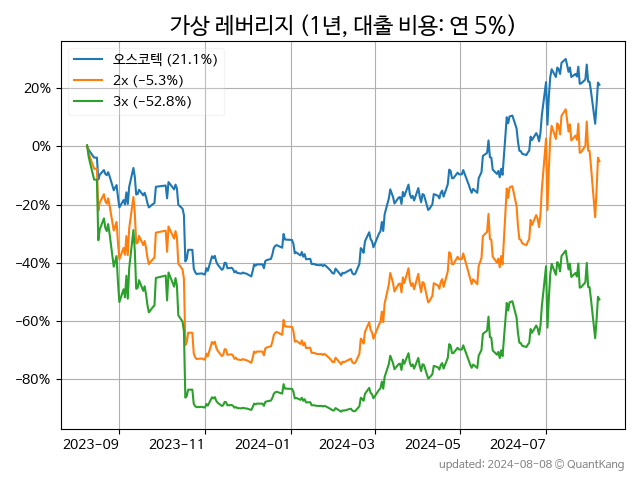 가상 레버리지 (1년, 대출 비용: 연 5%)
오스코텍 (21.1%)
2x (−5.3%)
3x (−52.8%)
20%
0%
−20%
−40%
−60%
−80%
2023-09 2023-11 2024-01 2024-03 2024-05 2024-07
updated: 2024-08-08 © QuantKang